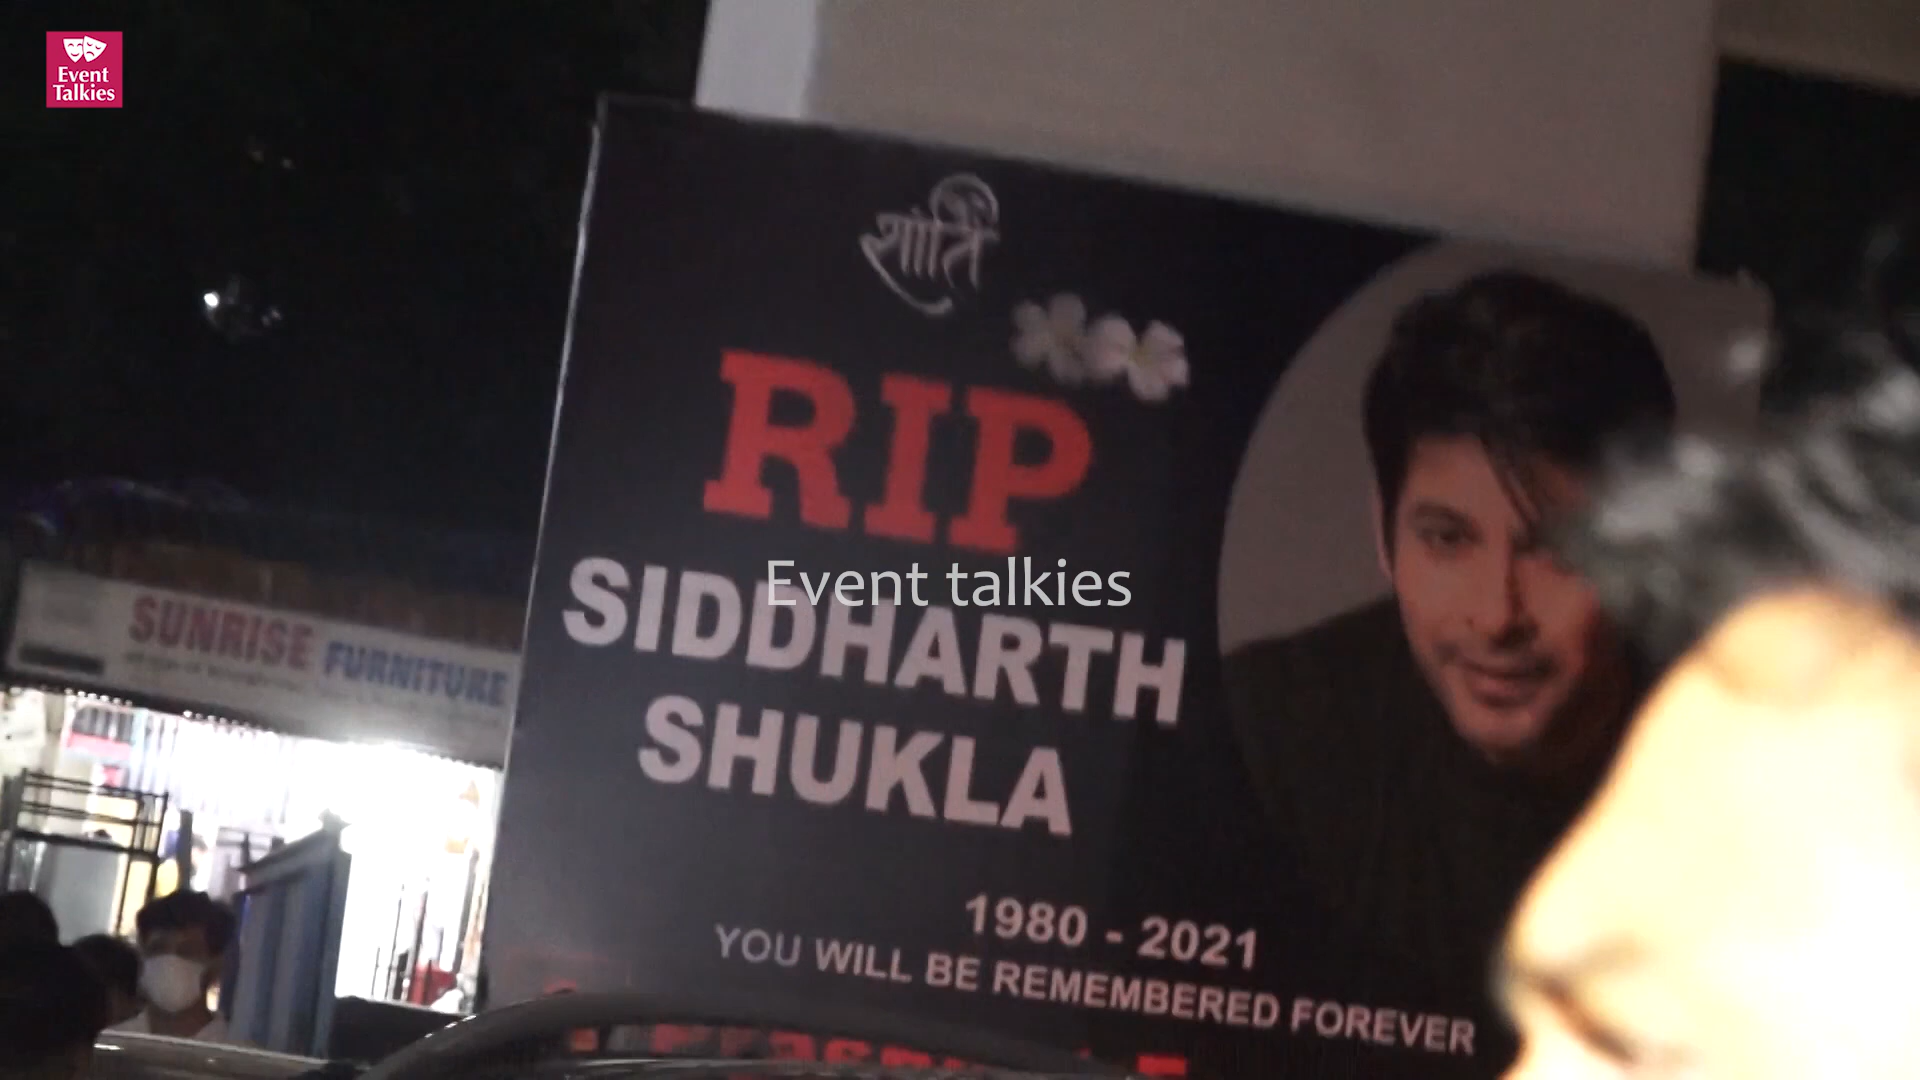 Event
Talkies
शांति
RIP
SIDDHARTH
Event talkies
SHUKLA
1980 - 2021
YOU WILL BE REMEMBERED FOREVER
SUNRISE FURNITURE